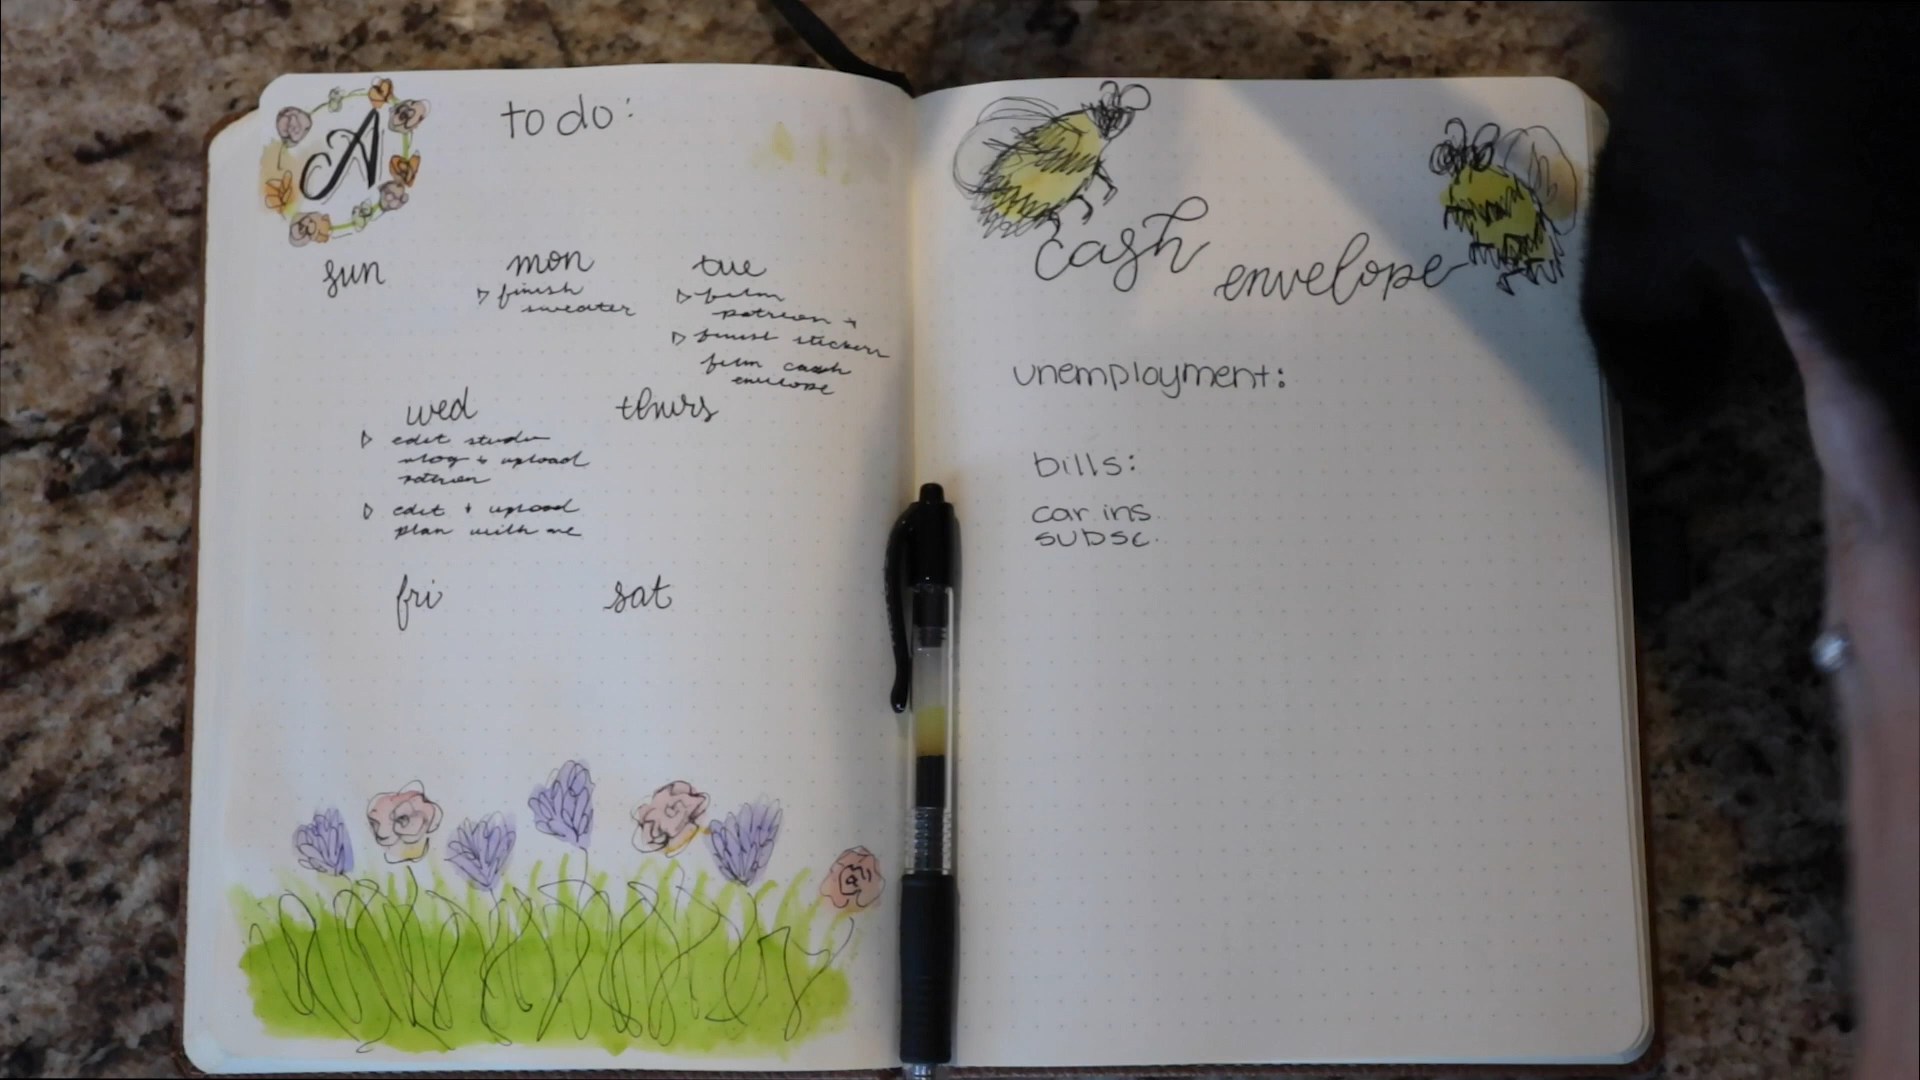 A
to do:
sun
mon
▷ finish
sweater
tue
▷ film
patreon +
▷ finish stickers
film cash
envelope
wed
▷ edit studio
vlog + upload
patreon
▷ edit + upload
plan with me
thurs
fri
sat
cash envelope
unemployment:
bills:
car ins.
subsc.